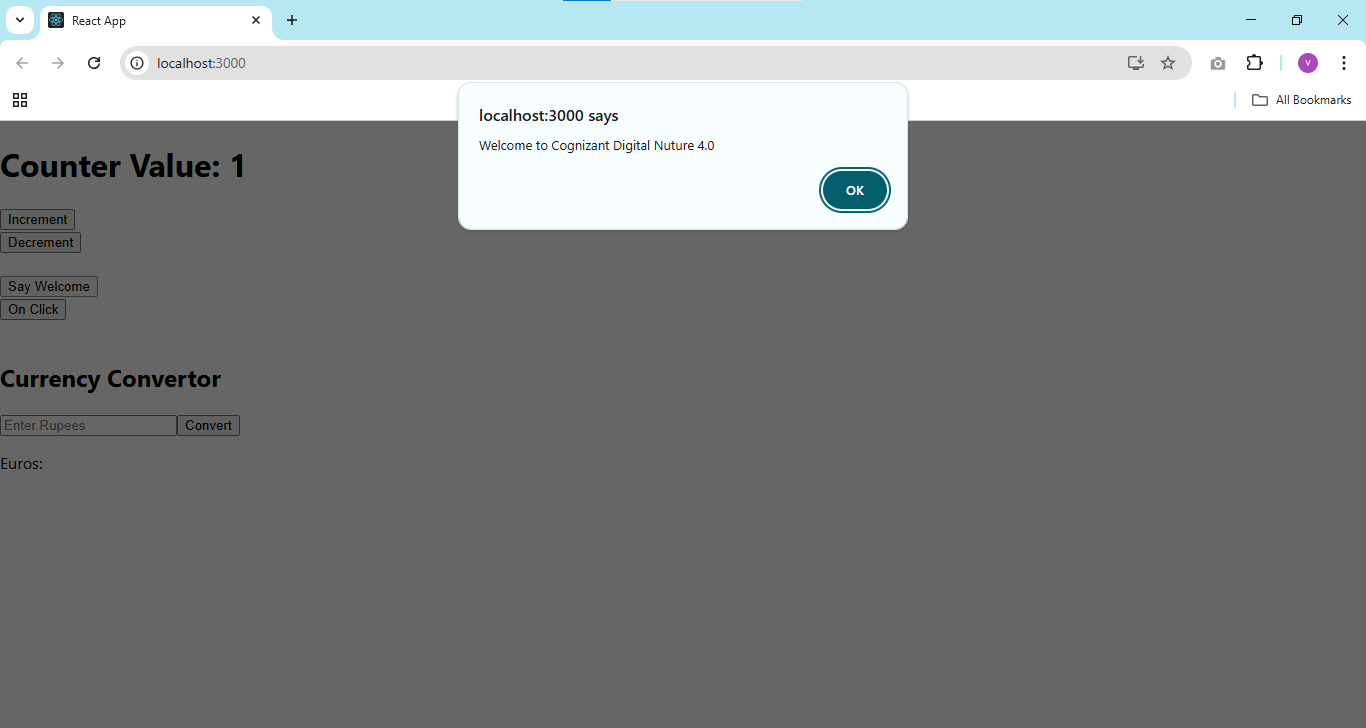 React App
localhost:3000
V
All Bookmarks
localhost:3000 says
Welcome to Cognizant Digital Nuture 4.0
OK
Counter Value: 1
Increment
Decrement
Say Welcome
On Click
Currency Convertor
Enter Rupees Convert
Euros: